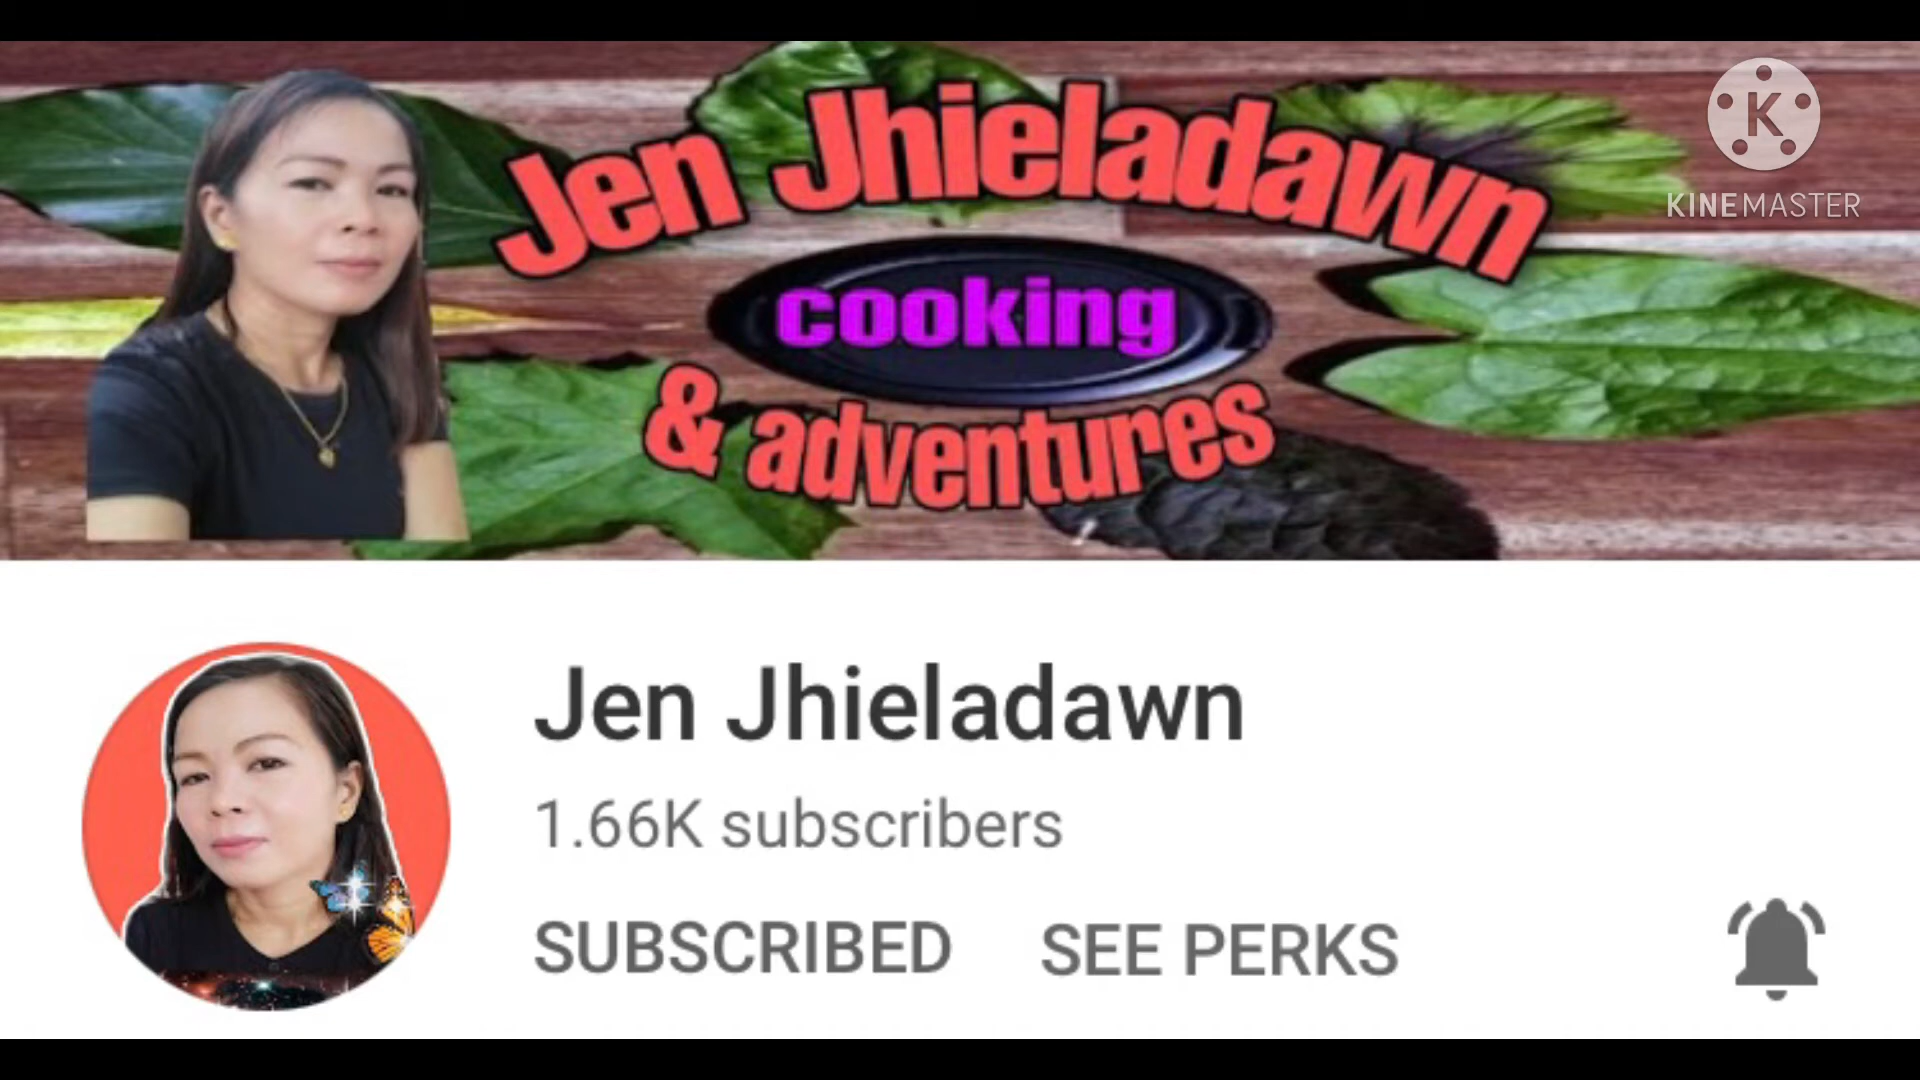 Jen Jhieladawn
K
KINEMASTER
cooking
& adventures
Jen Jhieladawn
1.66K subscribers
SUBSCRIBED SEE PERKS